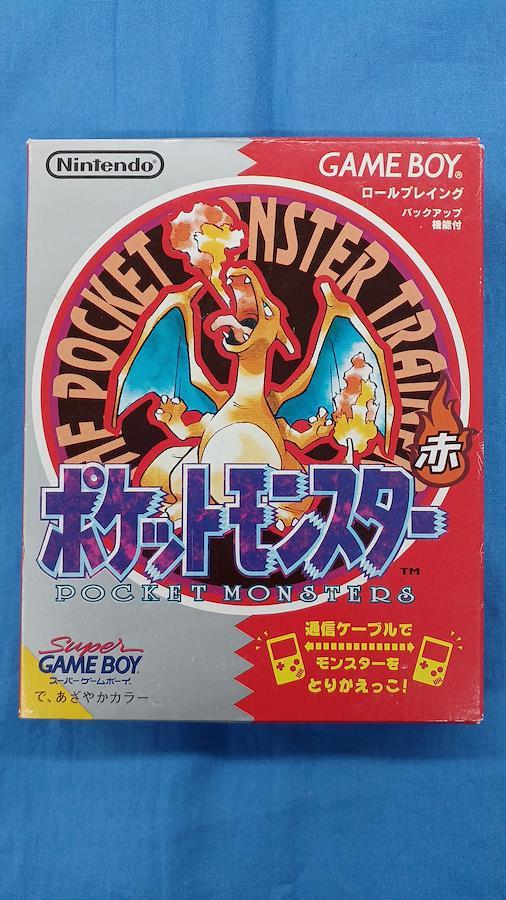 Nintendo®
GAME BOY®
ロールプレイング
バックアップ
機能付
THE POCKET MONSTER TRAINER
赤
ポケットモンスター
TM
POCKET MONSTERS
Super
GAME BOY
スーパーゲームボーイ
で、あざやかカラー
通信ケーブルで
モンスターを
とりかえっこ!